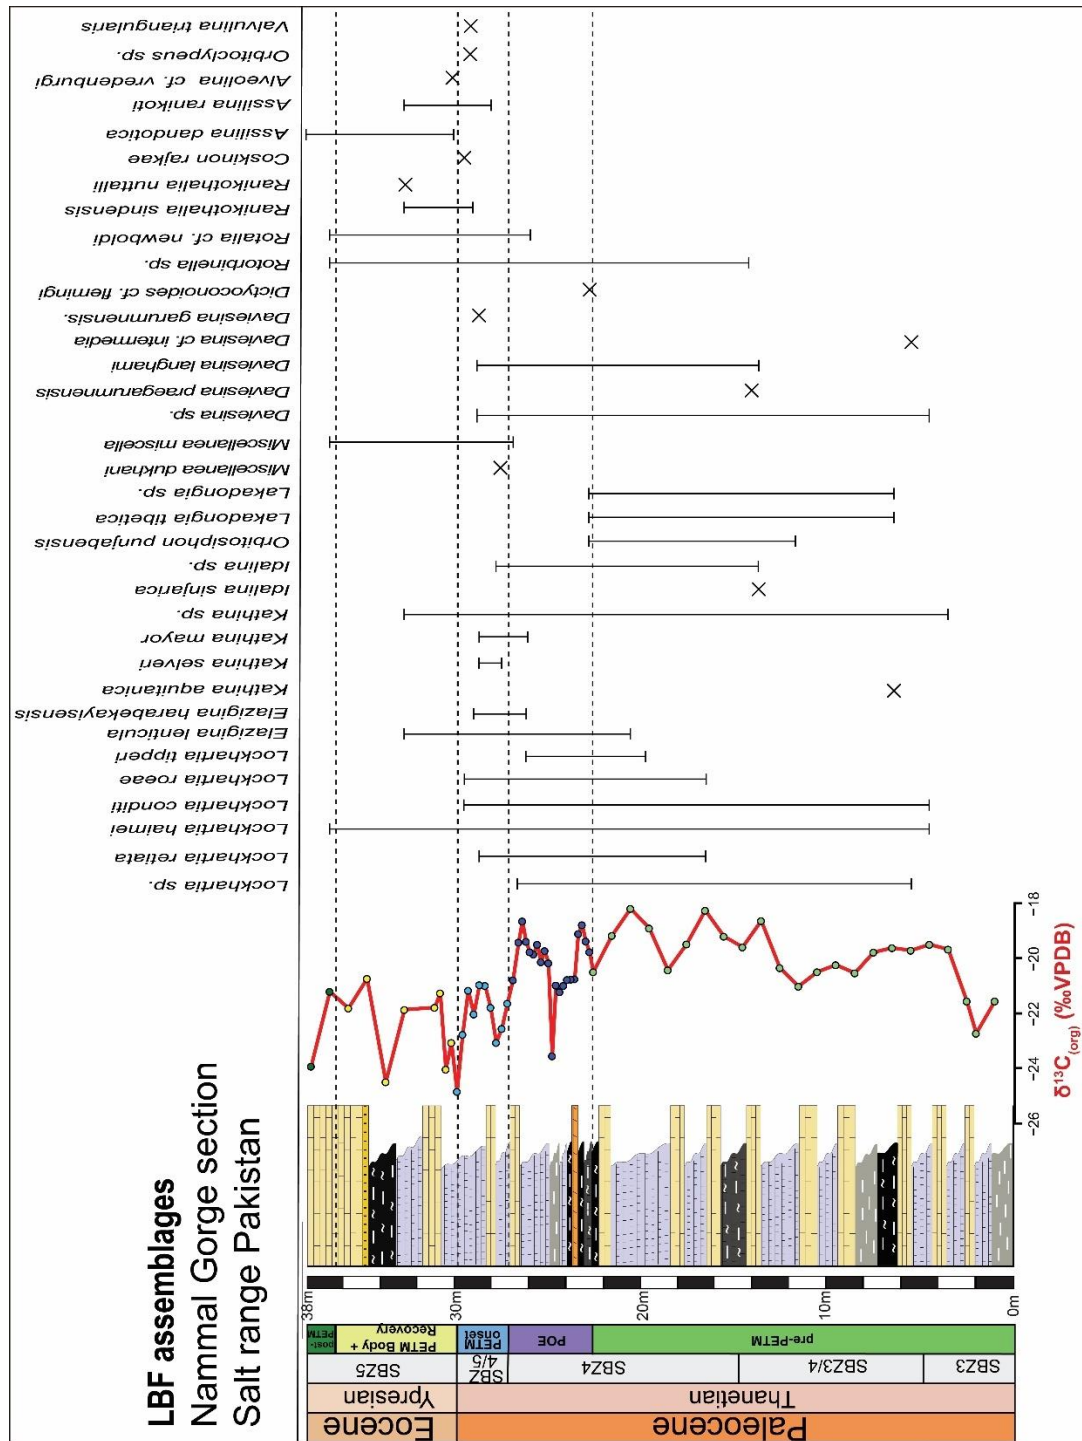 LBF assemblages
Nammal Gorge section
Salt range Pakistan
Valvulina triangularis
Orbitoclypeus sp.
Alveolina cf. vredenburgi
Assilina ranikoti
Assilina dandotica
Coskinon rajkae
Ranikothalia nuttalli
Ranikothalia sindensis
Rotalia cf. newboldi
Rotorbinella sp.
Dictyoconoides cf. flemingi
Daviesina garumnensis.
Daviesina intermedia cf.
Daviesina langhami
Daviesina praegarumnensis
Daviesina sp.
Miscellanea miscella
Miscellanea dukhani
Lakadongia sp.
Lakadongia tibetica
Orbitosiphon punjabensis
Idalina sp.
Idalina sinjarica
Kathina sp.
Kathina mayor
Kathina selveri
Kathina aquitanica
Elazigina harabekayisensis
Elazigina lenticula
Lockhartia tipperi
Lockhartia roeae
Lockhartia conditi
Lockhartia haimei
Lockhartia retiata
Lockhartia sp.
-18
-20
-22
-24
-26
δ13C(org) (‰VPDB)
38m
30m
20m
10m
0m
post-
PETM
PETM Body +
Recovery
PETM
onset
POE
pre-PETM
SBZ5
SBZ
4/5
SBZ4
SBZ3/4
SBZ3
Ypresian
Thanetian
Eocene
Paleocene